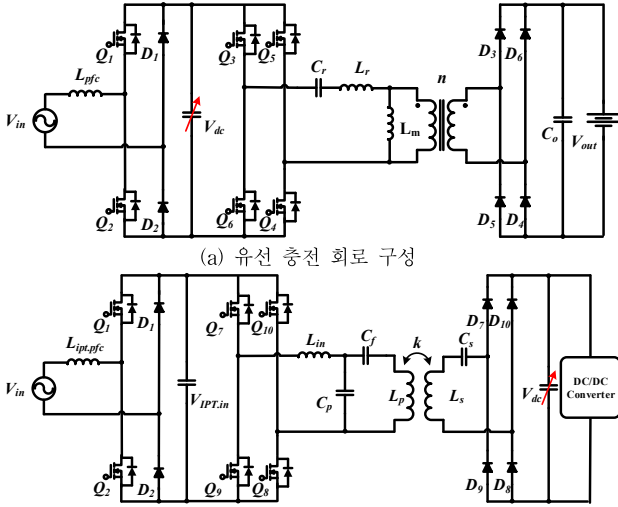 Q1 D1 Q3 Q5 D3 D6
Lpfc Cr Lr n
Vin Vdc Lm Co Vout
Q2 D2 Q6 Q4 D5 D4
(a) 유선 충전 회로 구성
Q1 D1 Q7 Q10 D7 D10
Lipt.pfc Lin Cf k Cs
Vin VIPT.in Cp Lp Ls Vdc DC/DC
Converter
Q2 D2 Q9 Q8 D9 D8